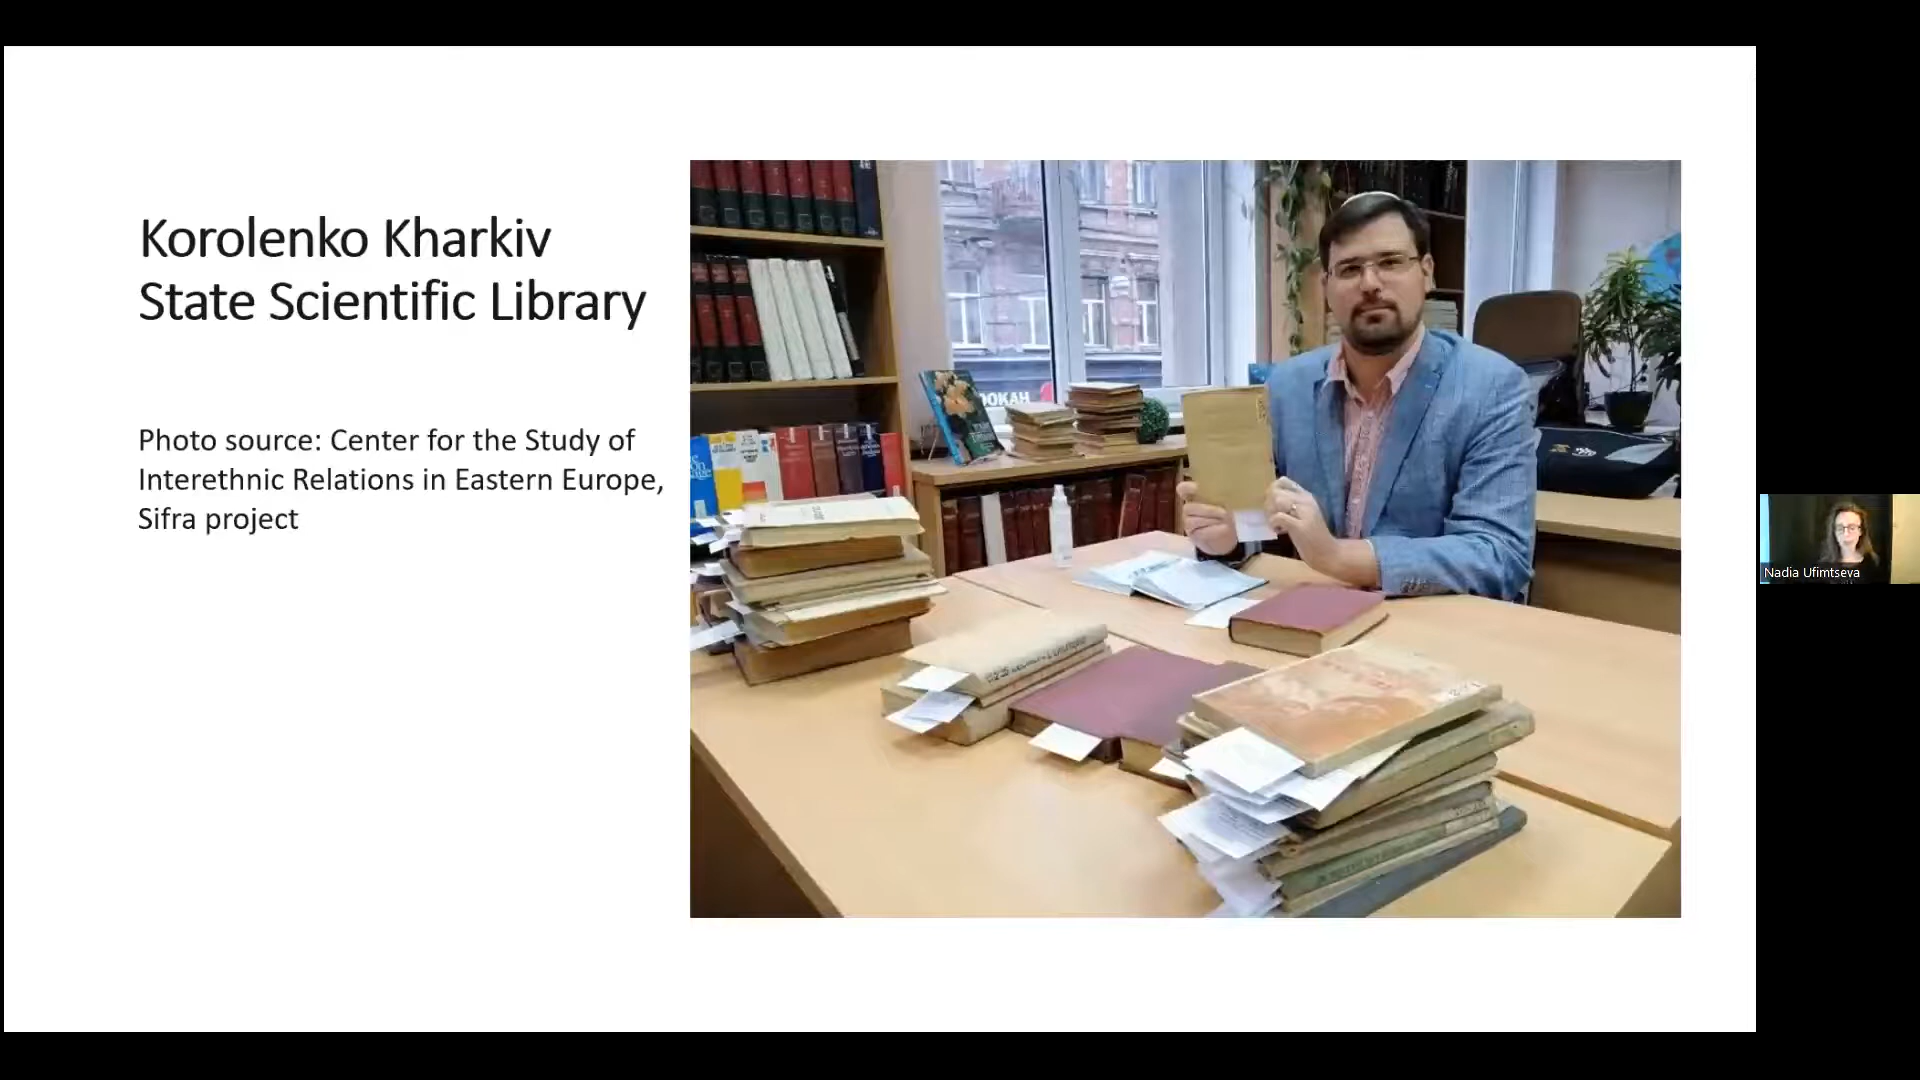 Korolenko Kharkiv
State Scientific Library
Photo source: Center for the Study of
Interethnic Relations in Eastern Europe,
Sifra project
Nadia Ufimtseva